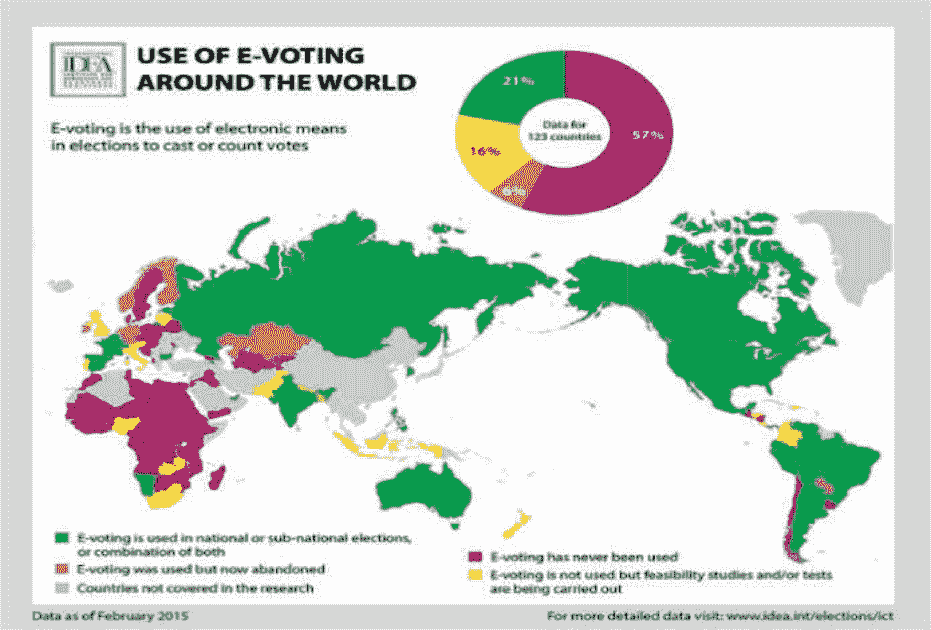 IDEA
USE OF E-VOTING
AROUND THE WORLD
E-voting is the use of electronic means
in elections to cast or count votes
21%
Data for
123 countries
57%
16%
6%
E-voting is used in national or sub-national elections,
or combination of both
E-voting was used but now abandoned
Countries not covered in the research
E-voting has never been used
E-voting is not used but feasibility studies and/or tests
are being carried out
Data as of February 2015
For more detailed data visit: www.idea.int/elections/ict